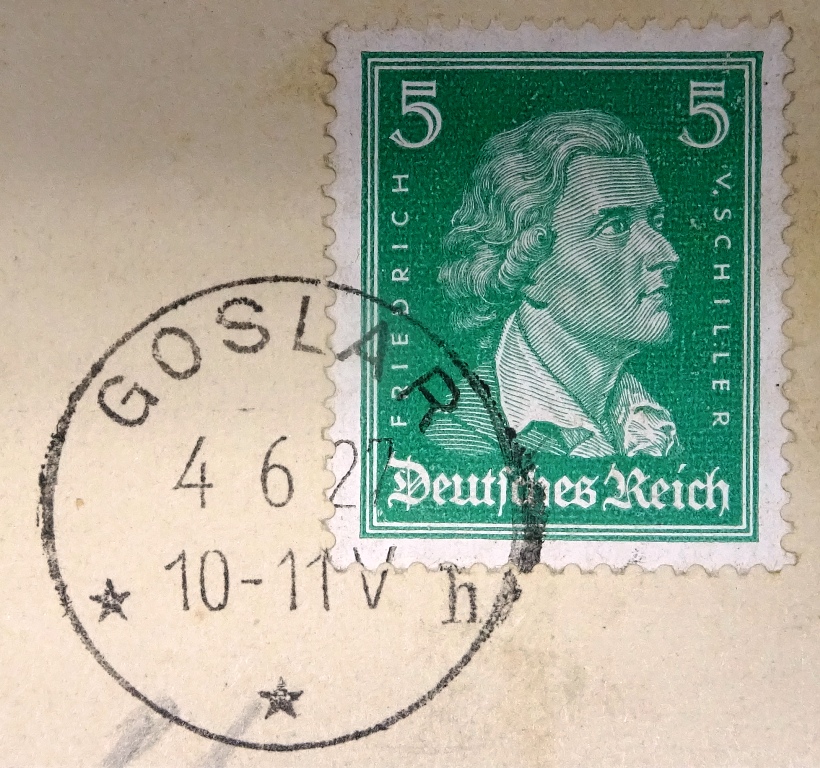 5 5
FRIEDRICH
V. SCHILLER
Deutsches Reich
GOSLAR
4 6 27
10-11 V
h